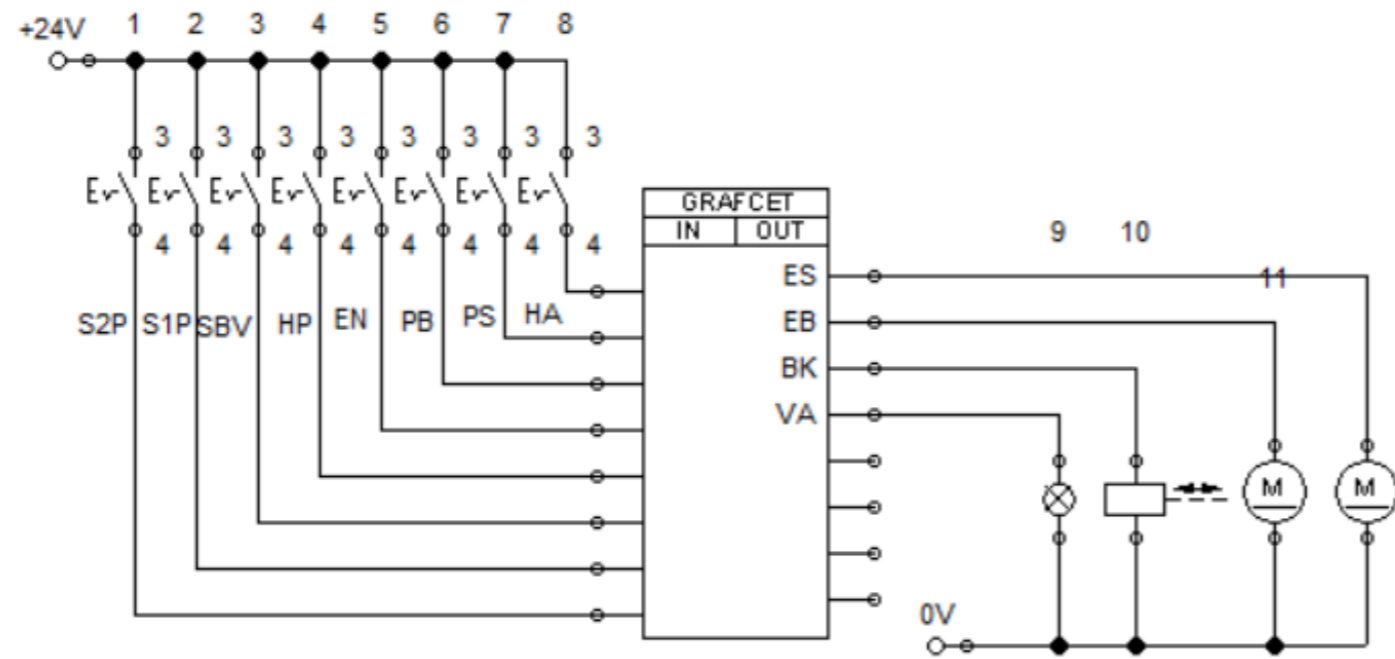 +24V 1 2 3 4 5 6 7 8
3 3 3 3 3 3 3 3
GRAFCET
IN OUT
4 4 4 4 4 4 4 4
9 10
ES
11
S2P S1P SBV HP EN PB PS HA
EB
BK
VA
M M
0V